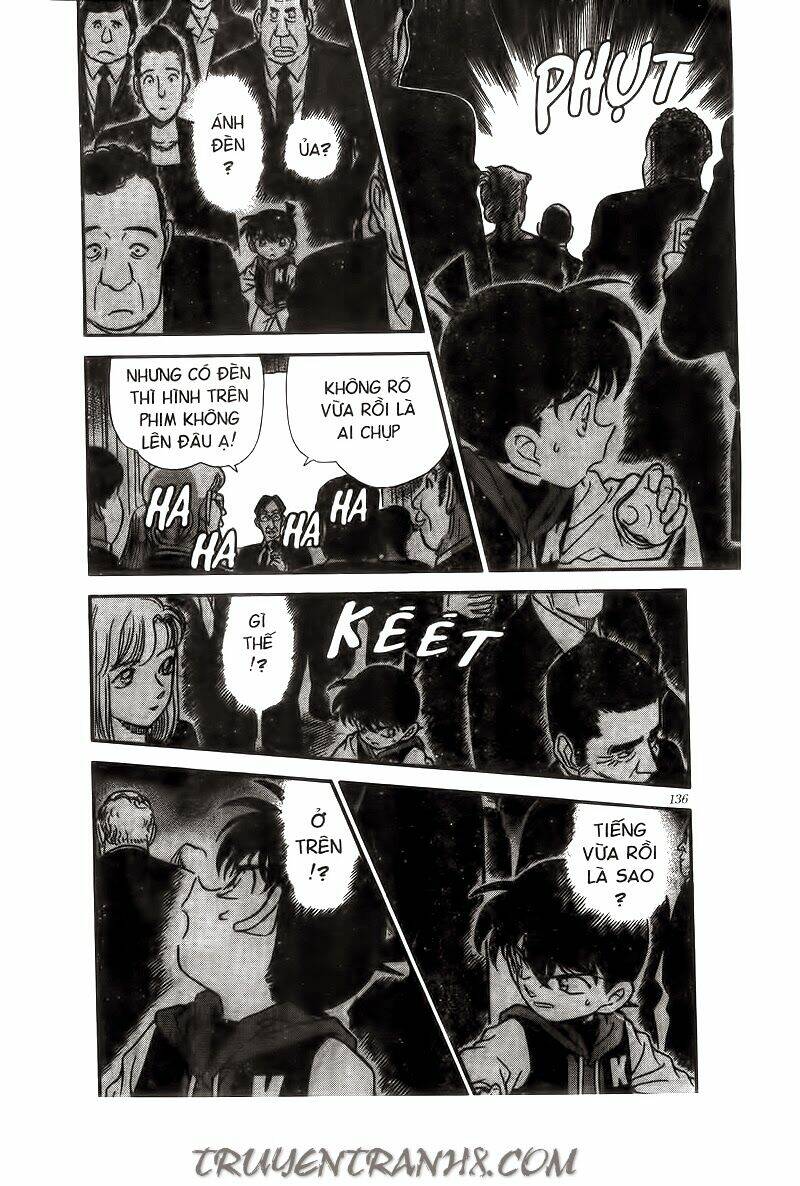 PHỤT
ỦA?
ÁNH
ĐÈN
?
KHÔNG RÕ
VỪA RỒI LÀ
AI CHỤP
NHƯNG CÓ ĐÈN
THÌ HÌNH TRÊN
PHIM KHÔNG
LÊN ĐÂU Ạ!
HA
HA
HA
HA
KÉÉT
GÌ
THẾ
!?
136
TIẾNG
VỪA RỒI
LÀ SAO
?
Ở
TRÊN
!?
K
TRUYENTRANH8.COM